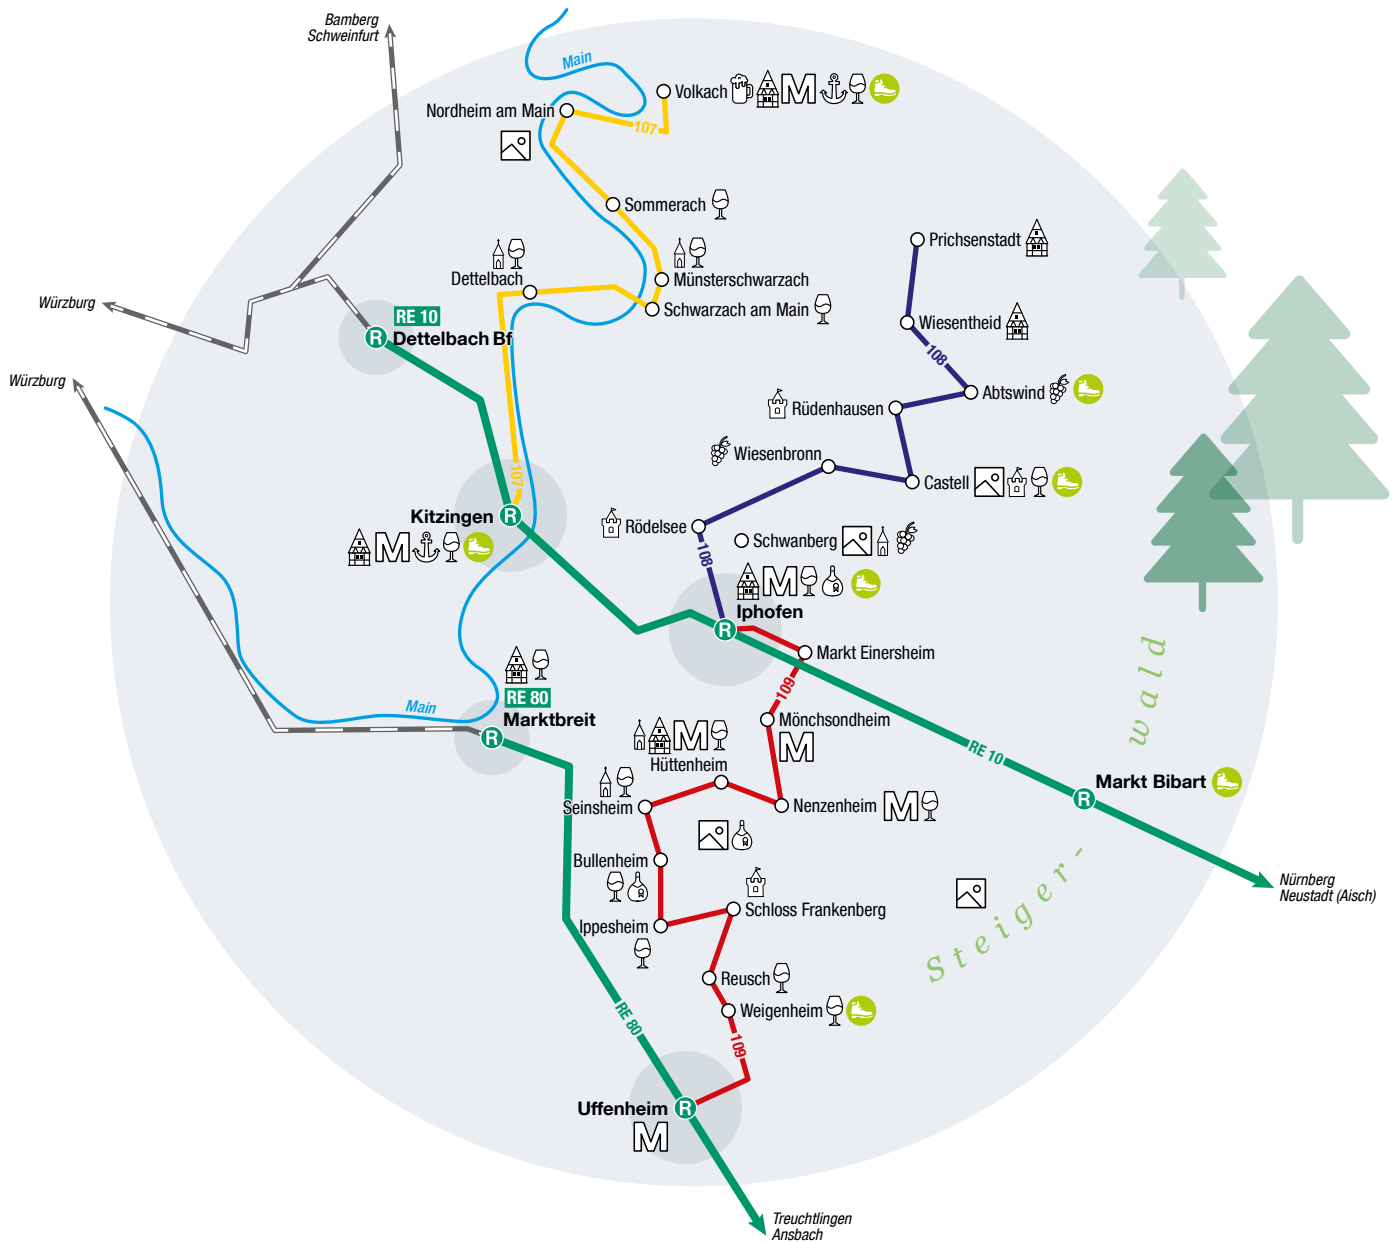 Bamberg
Schweinfurt
Main
Volkach
M
Nordheim am Main
107
Sommerach
Prichsenstadt
Dettelbach
Münsterschwarzach
Würzburg
Schwarzach am Main
Wiesentheid
RE 10
R
Dettelbach Bf
108
Würzburg
Abtswind
Rüdenhausen
Wiesenbronn
107
Castell
Kitzingen
R
Rödelsee
Schwanberg
M
108
M
Iphofen
R
Markt Einersheim
wald
109
RE 80
Main
Marktbreit
R
Mönchsondheim
M
M
Hüttenheim
RE 10
Markt Bibart
R
Seinsheim
Nenzenheim
M
Bullenheim
Nürnberg
Neustadt (Aisch)
Schloss Frankenberg
Ippesheim
Steiger-
Reusch
Weigenheim
RE 80
109
Uffenheim
R
M
Treuchtlingen
Ansbach